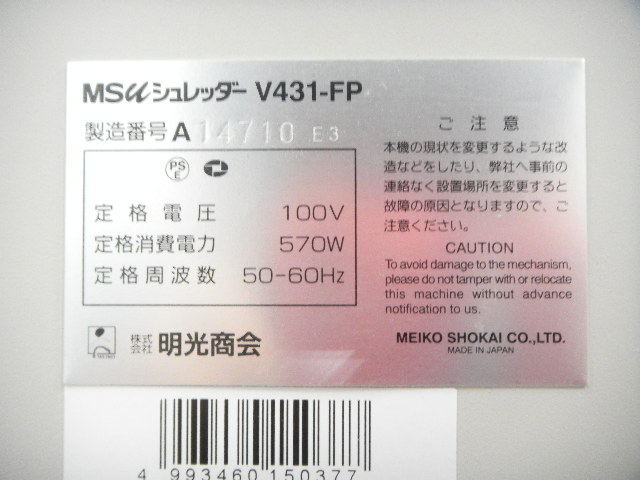 MSuシュレッダー V431-FP
製造番号 A 14710 E3
PS
E
定格電圧 100V
定格消費電力 570W
定格周波数 50-60Hz
株式
会社 明光商会
ご注意
本機の現状を変更するような改
造などをしたり、弊社へ事前の
連絡なく設置場所を変更すると
故障の原因となりますので、ご
注意ください。
CAUTION
To avoid damage to the mechanism,
please do not tamper with or relocate
this machine without advance
notification to us.
MEIKO SHOKAI CO.,LTD.
MADE IN JAPAN
4 993460 150377